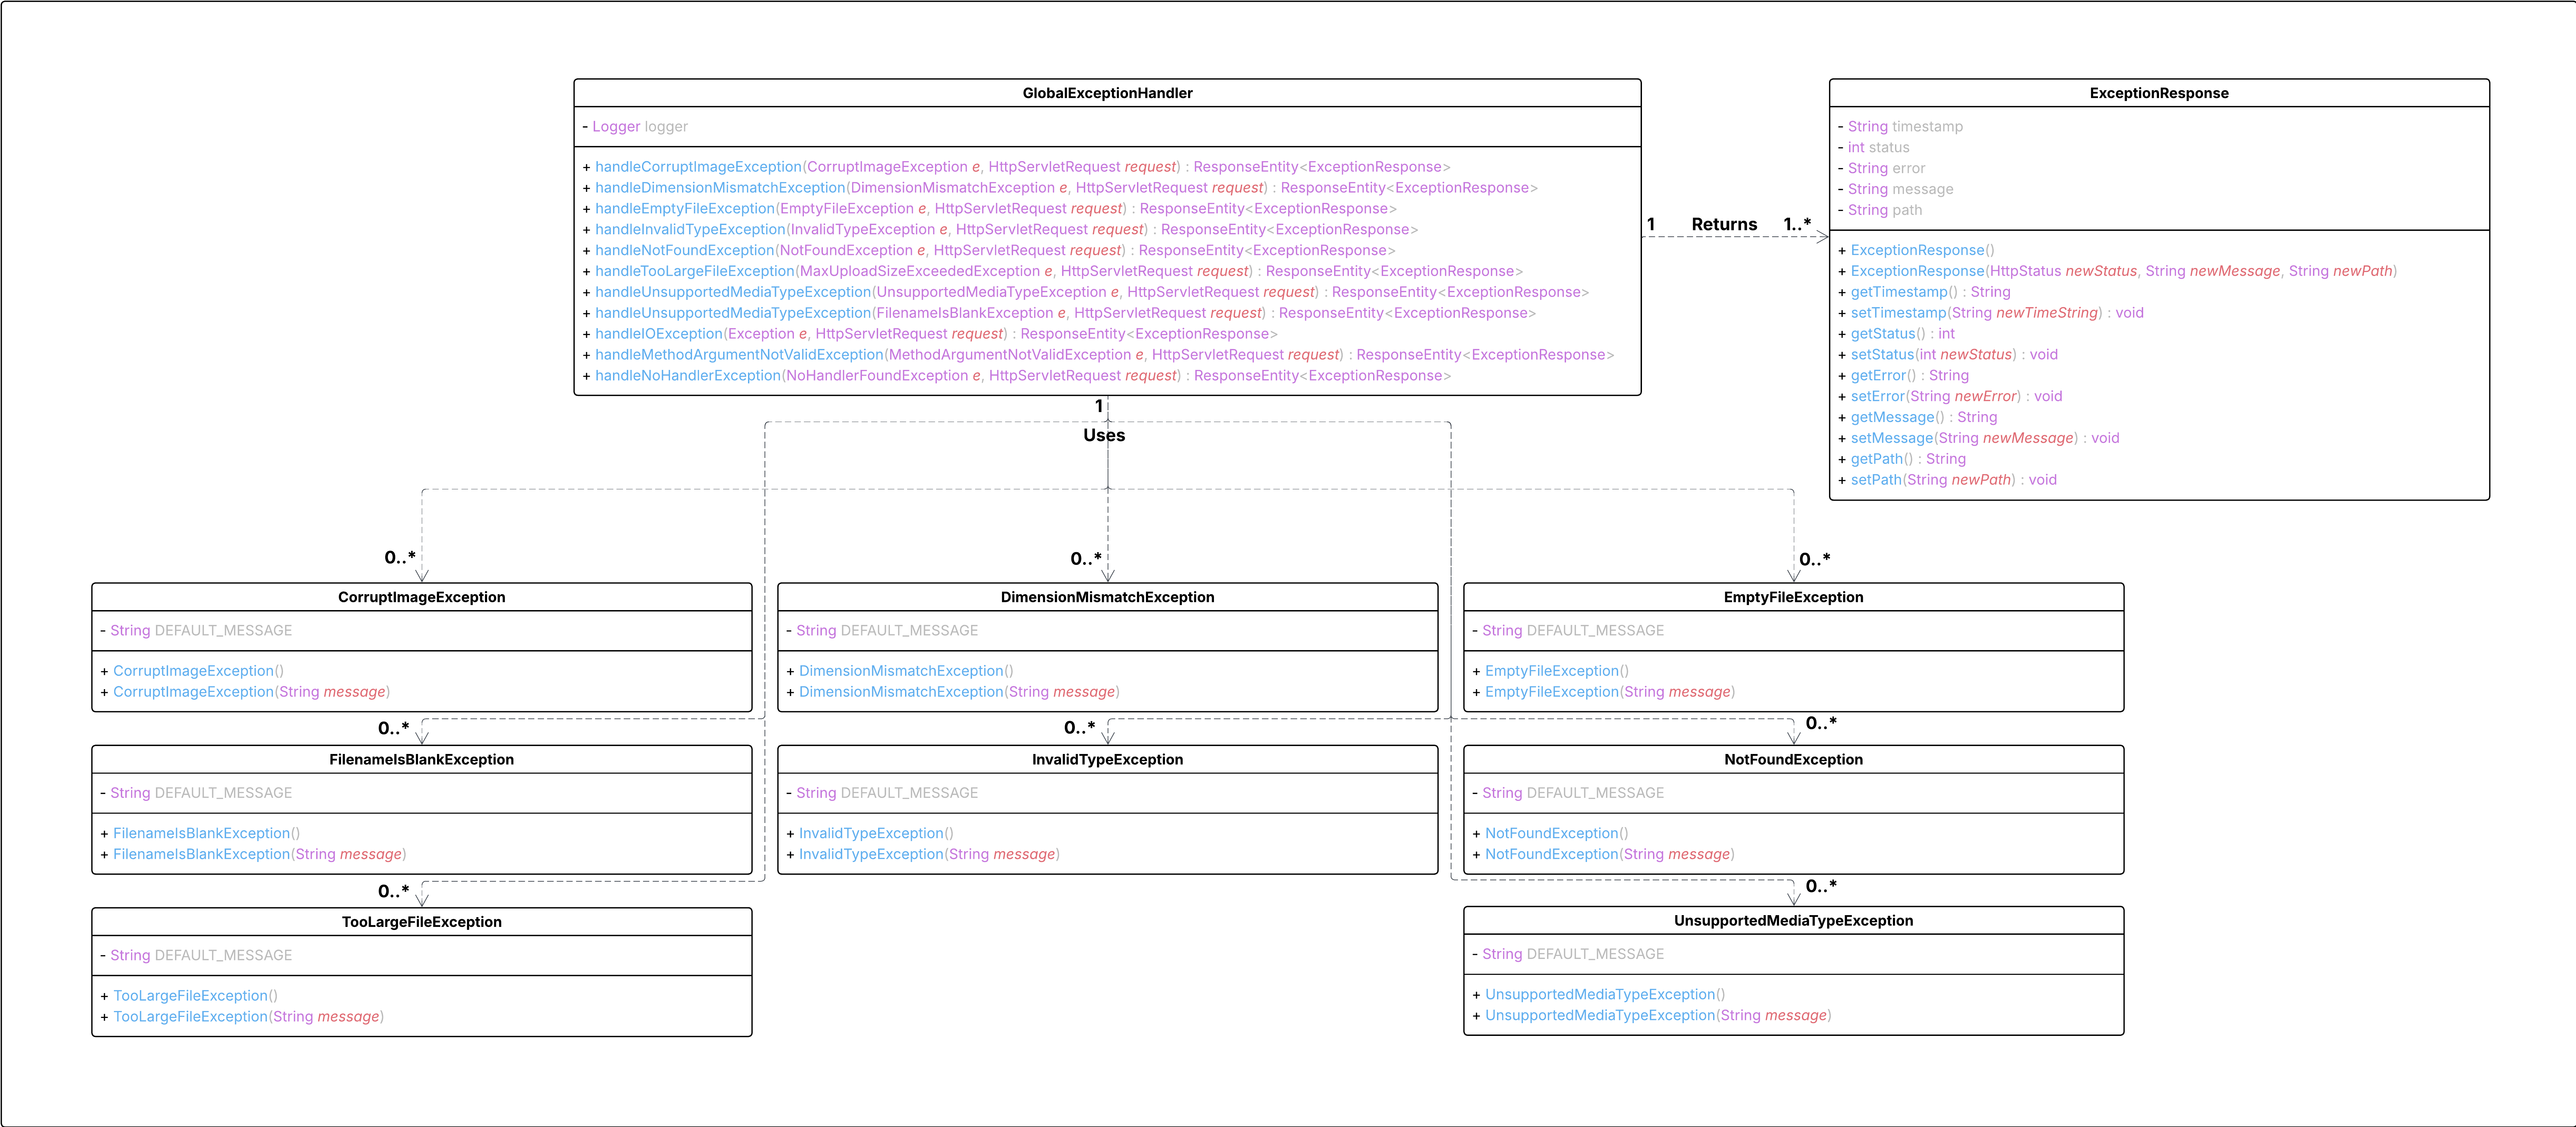 GlobalExceptionHandler
- Logger logger
+ handleCorruptImageException(CorruptImageException e, HttpServletRequest request) : ResponseEntity<ExceptionResponse>
+ handleDimensionMismatchException(DimensionMismatchException e, HttpServletRequest request) : ResponseEntity<ExceptionResponse>
+ handleEmptyFileException(EmptyFileException e, HttpServletRequest request) : ResponseEntity<ExceptionResponse>
+ handleInvalidTypeException(InvalidTypeException e, HttpServletRequest request) : ResponseEntity<ExceptionResponse>
+ handleNotFoundException(NotFoundException e, HttpServletRequest request) : ResponseEntity<ExceptionResponse>
+ handleTooLargeFileException(MaxUploadSizeExceededException e, HttpServletRequest request) : ResponseEntity<ExceptionResponse>
+ handleUnsupportedMediaTypeException(UnsupportedMediaTypeException e, HttpServletRequest request) : ResponseEntity<ExceptionResponse>
+ handleUnsupportedMediaTypeException(FilenameIsBlankException e, HttpServletRequest request) : ResponseEntity<ExceptionResponse>
+ handleIOException(Exception e, HttpServletRequest request) : ResponseEntity<ExceptionResponse>
+ handleMethodArgumentNotValidException(MethodArgumentNotValidException e, HttpServletRequest request) : ResponseEntity<ExceptionResponse>
+ handleNoHandlerException(NoHandlerFoundException e, HttpServletRequest request) : ResponseEntity<ExceptionResponse>
1 Returns 1..*
ExceptionResponse
- String timestamp
- int status
- String error
- String message
- String path
+ ExceptionResponse()
+ ExceptionResponse(HttpStatus newStatus, String newMessage, String newPath)
+ getTimestamp() : String
+ setTimestamp(String newTimeString) : void
+ getStatus() : int
+ setStatus(int newStatus) : void
+ getError() : String
+ setError(String newError) : void
+ getMessage() : String
+ setMessage(String newMessage) : void
+ getPath() : String
+ setPath(String newPath) : void
1
Uses
0..*
0..*
0..*
CorruptImageException
- String DEFAULT_MESSAGE
+ CorruptImageException()
+ CorruptImageException(String message)
DimensionMismatchException
- String DEFAULT_MESSAGE
+ DimensionMismatchException()
+ DimensionMismatchException(String message)
EmptyFileException
- String DEFAULT_MESSAGE
+ EmptyFileException()
+ EmptyFileException(String message)
0..*
0..*
0..*
FilenameIsBlankException
- String DEFAULT_MESSAGE
+ FilenameIsBlankException()
+ FilenameIsBlankException(String message)
InvalidTypeException
- String DEFAULT_MESSAGE
+ InvalidTypeException()
+ InvalidTypeException(String message)
NotFoundException
- String DEFAULT_MESSAGE
+ NotFoundException()
+ NotFoundException(String message)
0..*
0..*
TooLargeFileException
- String DEFAULT_MESSAGE
+ TooLargeFileException()
+ TooLargeFileException(String message)
UnsupportedMediaTypeException
- String DEFAULT_MESSAGE
+ UnsupportedMediaTypeException()
+ UnsupportedMediaTypeException(String message)